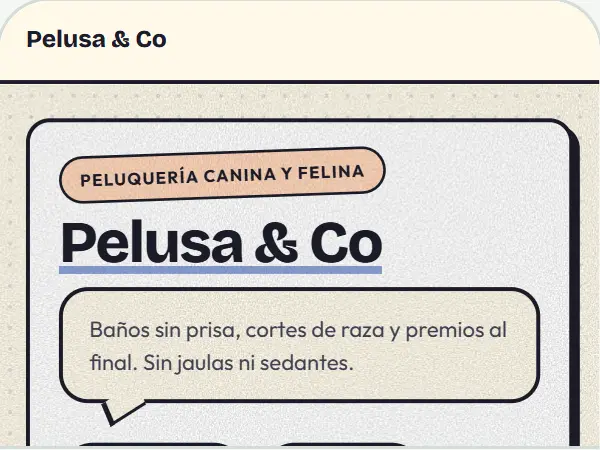 Pelusa & Co
PELUQUERÍA CANINA Y FELINA
Pelusa & Co
Baños sin prisa, cortes de raza y premios al
final. Sin jaulas ni sedantes.